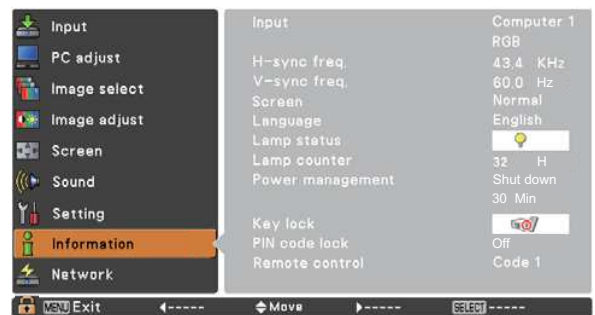 Input
PC adjust
Image select
Image adjust
Screen
Sound
Setting
Information
Network
Input Computer 1
RGB
H-sync freq. 43.4 KHz
V-sync freq. 60.0 Hz
Screen Normal
Language English
Lamp status
Lamp counter 32 H
Power management Shut down
30 Min
Key lock
PIN code lock Off
Remote control Code 1
MENU Exit ◀----- ◆Move ▶----- SELECT -----